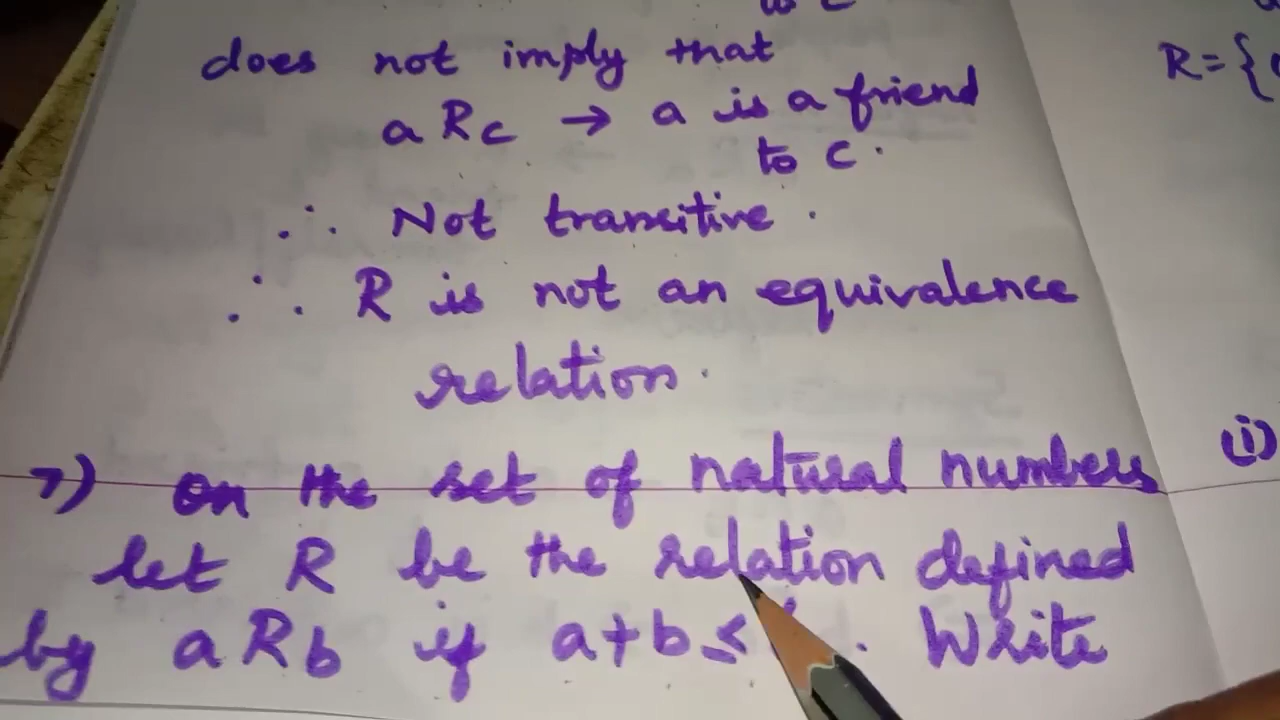 does not imply that
a R c → a is a friend
to c.
∴ Not transitive.
∴ R is not an equivalence
relation.
7) on the set of natural numbers
let R be the relation defined
by a R b if a+b ≤ . Write
R={
(i)